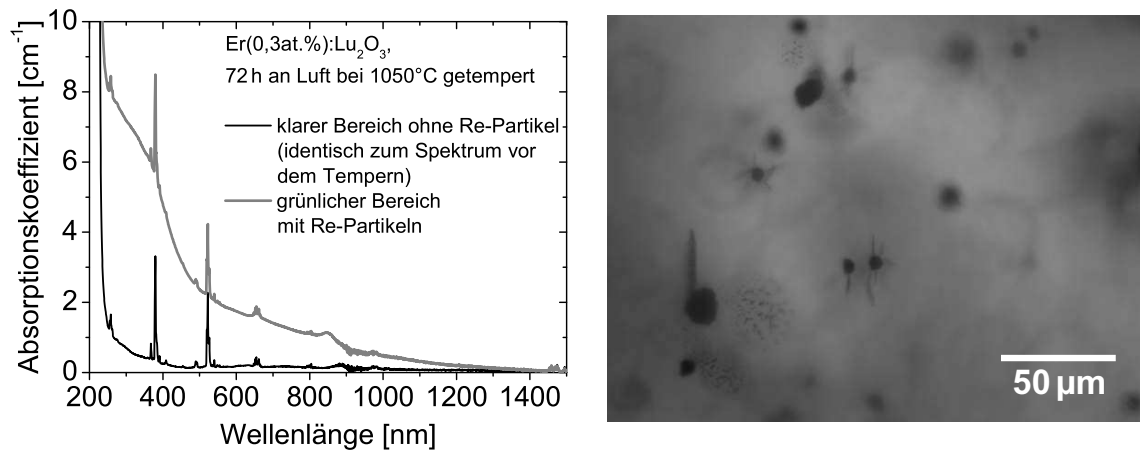 Absorptionskoeffizient [cm⁻¹]
10
8
6
4
2
0
Er(0,3at.%):Lu₂O₃,
72 h an Luft bei 1050°C getempert
klarer Bereich ohne Re-Partikel
(identisch zum Spektrum vor
dem Tempern)
grünlicher Bereich
mit Re-Partikeln
200 400 600 800 1000 1200 1400
Wellenlänge [nm]
50 µm